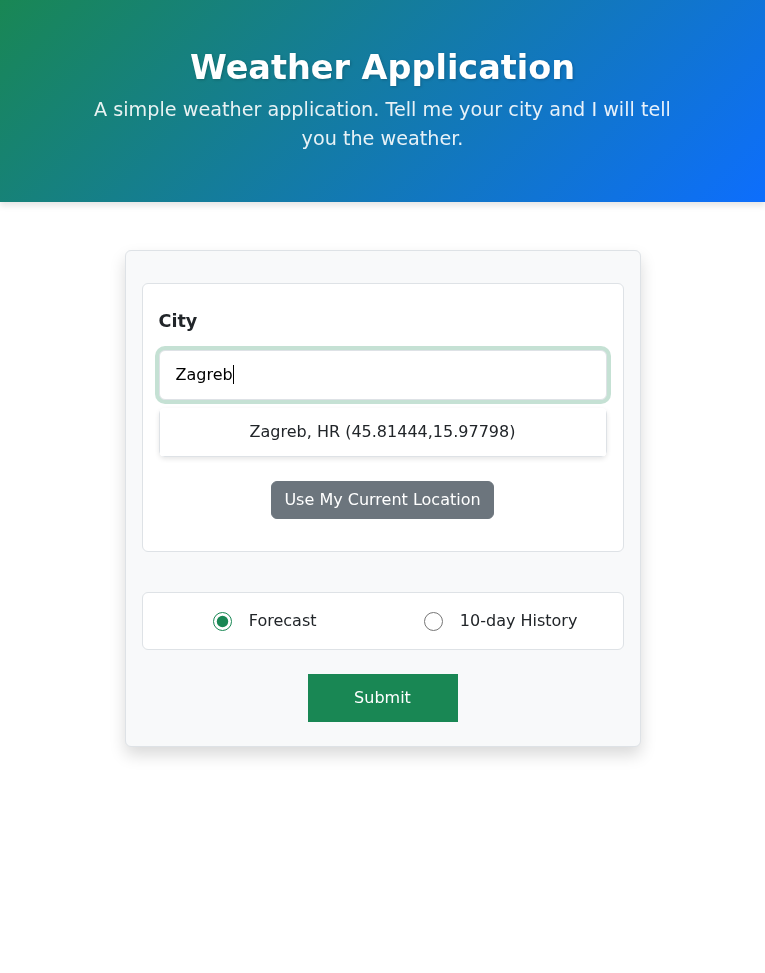 Weather Application
A simple weather application. Tell me your city and I will tell
you the weather.
City
Zagreb
Zagreb, HR (45.81444,15.97798)
Use My Current Location
Forecast
10-day History
Submit